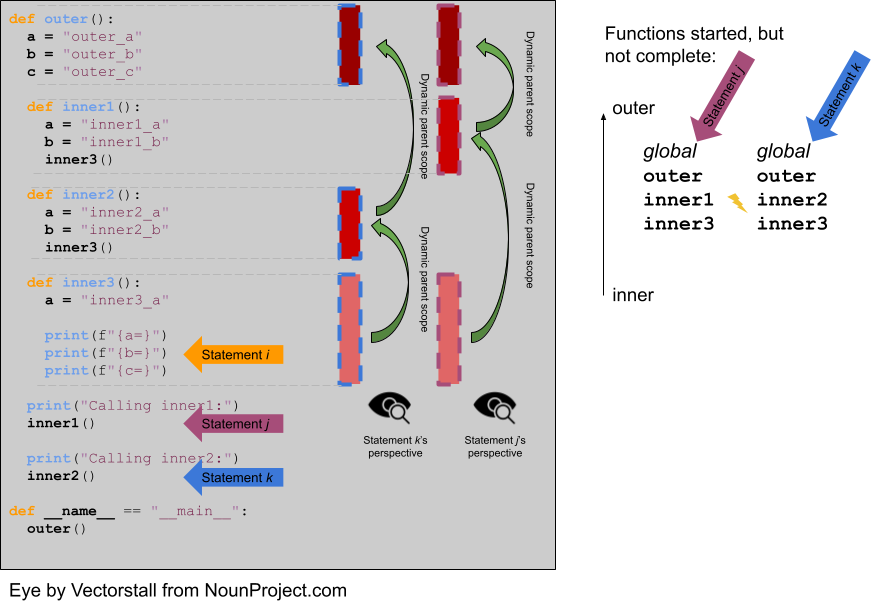 def outer():
a = "outer_a"
b = "outer_b"
c = "outer_c"
def inner1():
a = "inner1_a"
b = "inner1_b"
inner3()
def inner2():
a = "inner2_a"
b = "inner2_b"
inner3()
def inner3():
a = "inner3_a"
print(f"{a=}")
print(f"{b=}")
print(f"{c=}")
Statement i
print("Calling inner1:")
inner1()
Statement j
print("Calling inner2:")
inner2()
Statement k
def __name__ == "__main__":
outer()
Dynamic parent scope
Dynamic parent scope
Dynamic parent scope
Dynamic parent scope
Statement k's
perspective
Statement j's
perspective
Functions started, but
not complete:
Statement j
Statement k
outer
global
outer
inner1
inner3
global
outer
inner2
inner3
inner
Eye by Vectorstall from NounProject.com